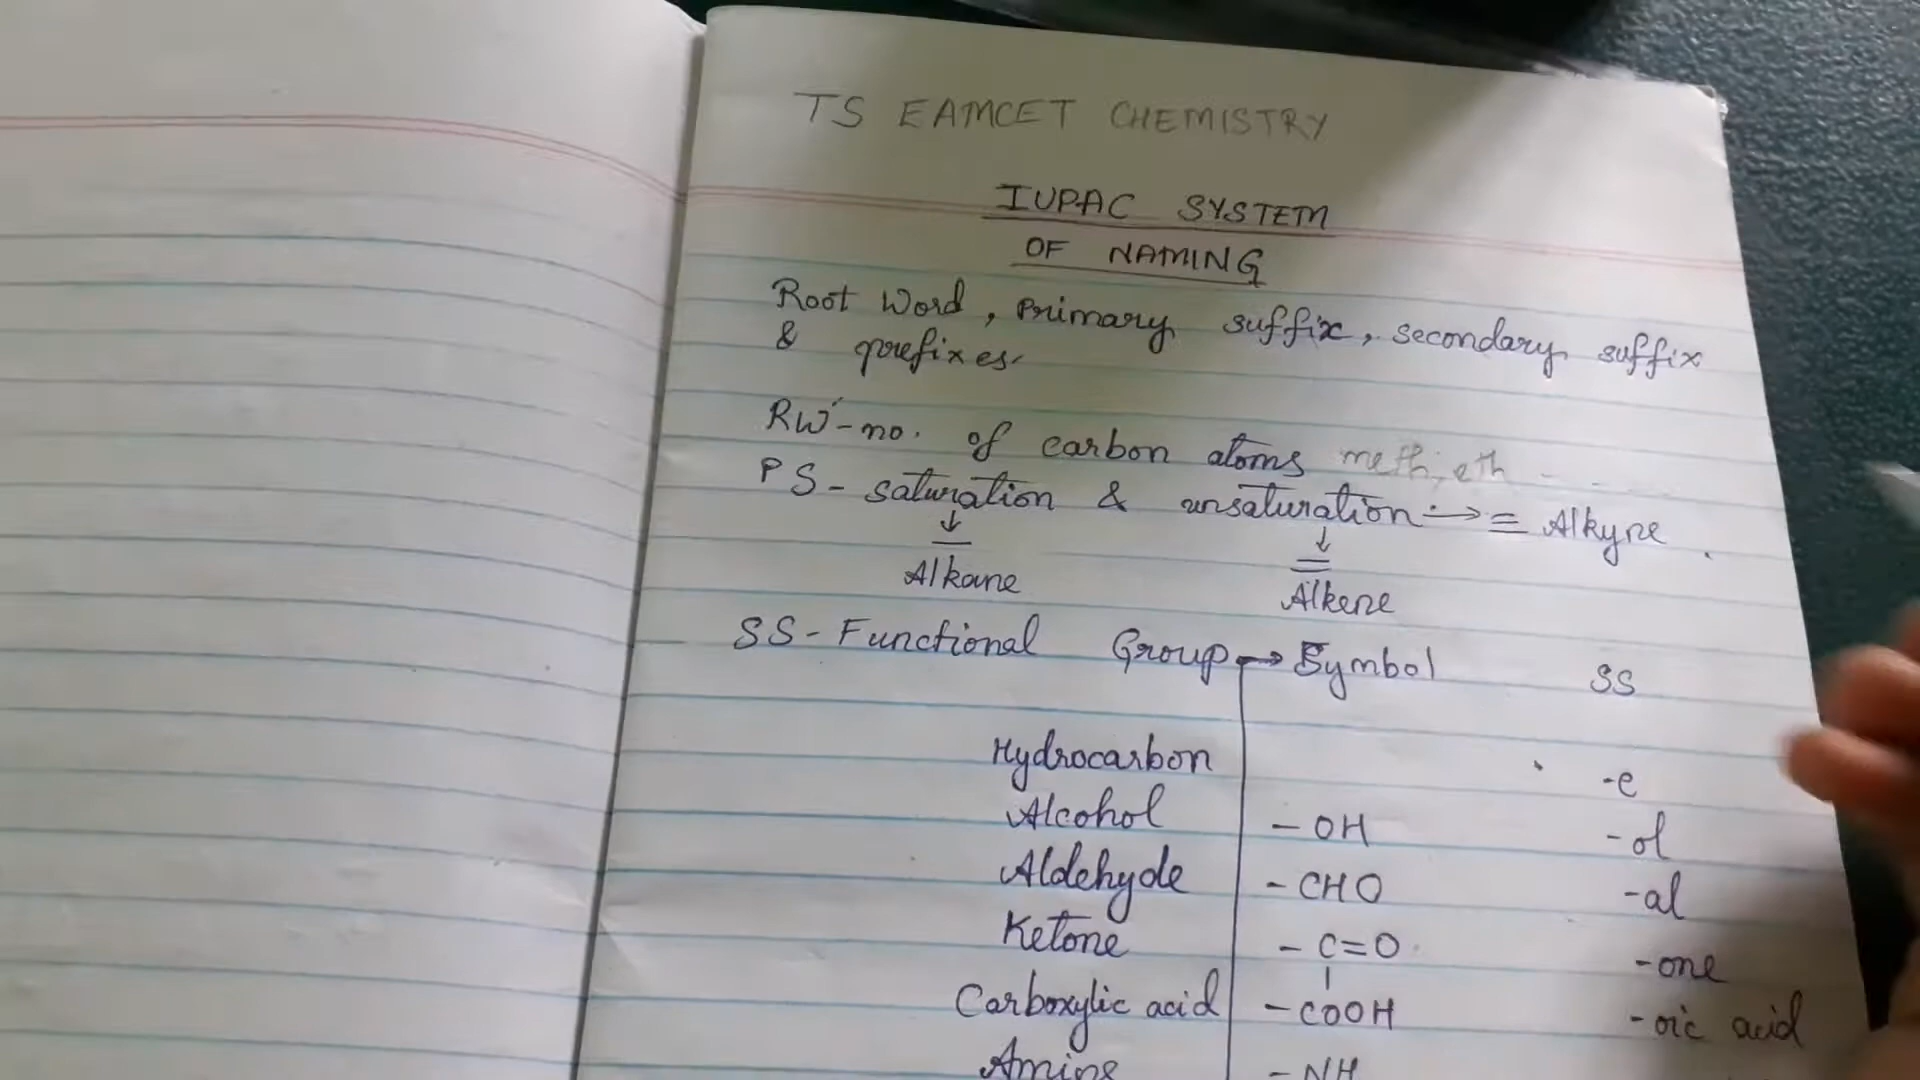 TS EAMCET CHEMISTRY
IUPAC SYSTEM
OF NAMING
Root Word, Primary suffix, secondary suffix
& prefixes.
RW - no. of carbon atoms meth, eth - - -
PS - saturation & unsaturation → ≡ Alkyne
↓ ↓
— =
Alkane Alkene
SS - Functional Group → Symbol SS
Hydrocarbon -e
Alcohol - OH -ol
Aldehyde - CHO -al
Ketone - C=O -one
Carboxylic acid - COOH -oic acid
Amine - NH